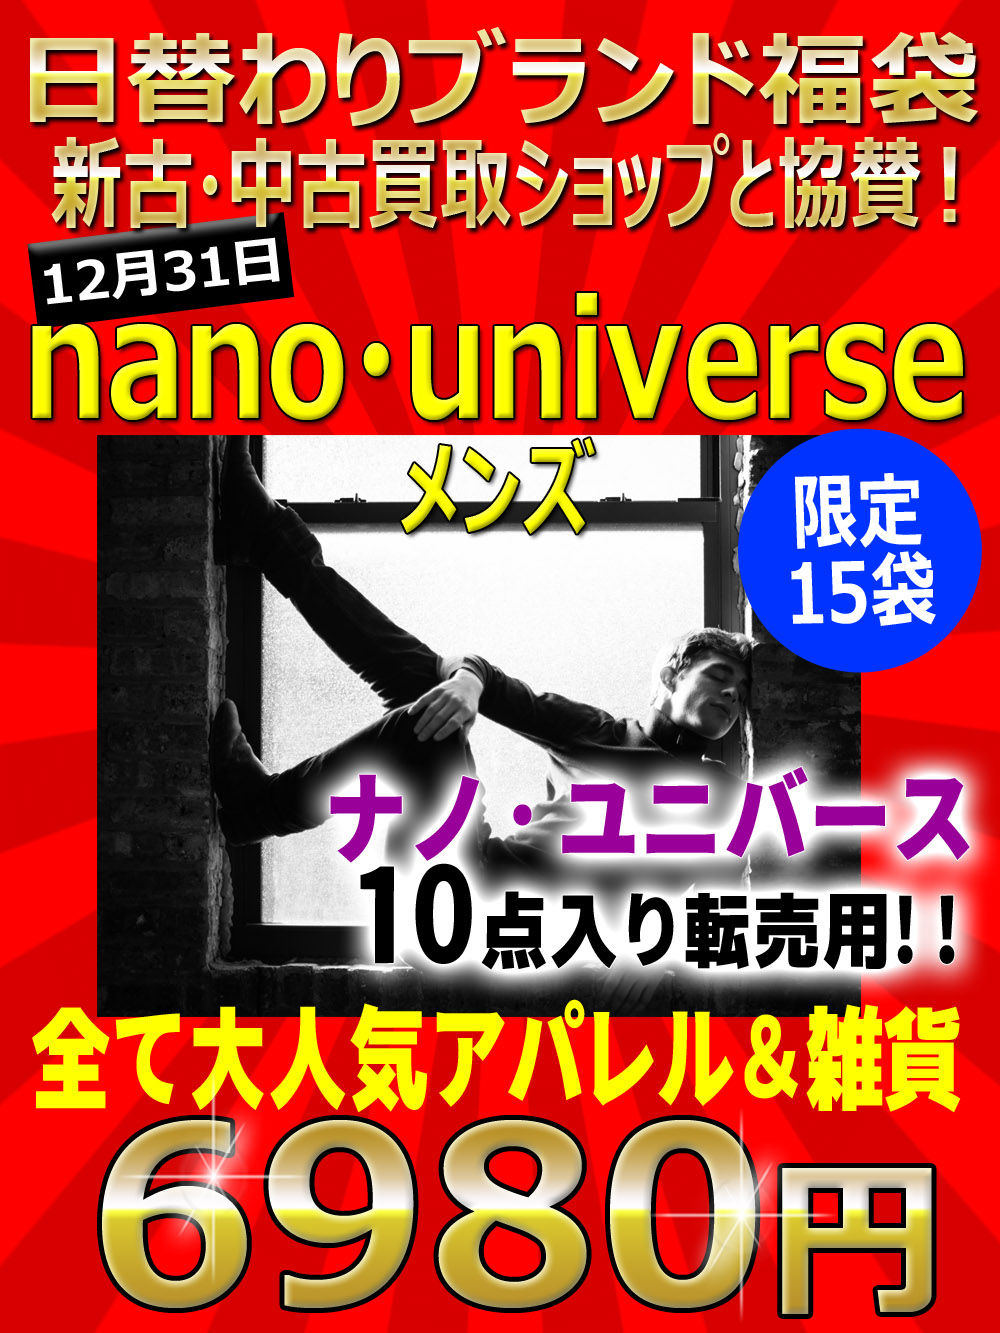 日替わりブランド福袋
新古・中古買取ショップと協賛！
12月31日
nano・universe
メンズ
限定
15袋
ナノ・ユニバース
10点入り転売用!!
全て大人気アパレル＆雑貨
6980円